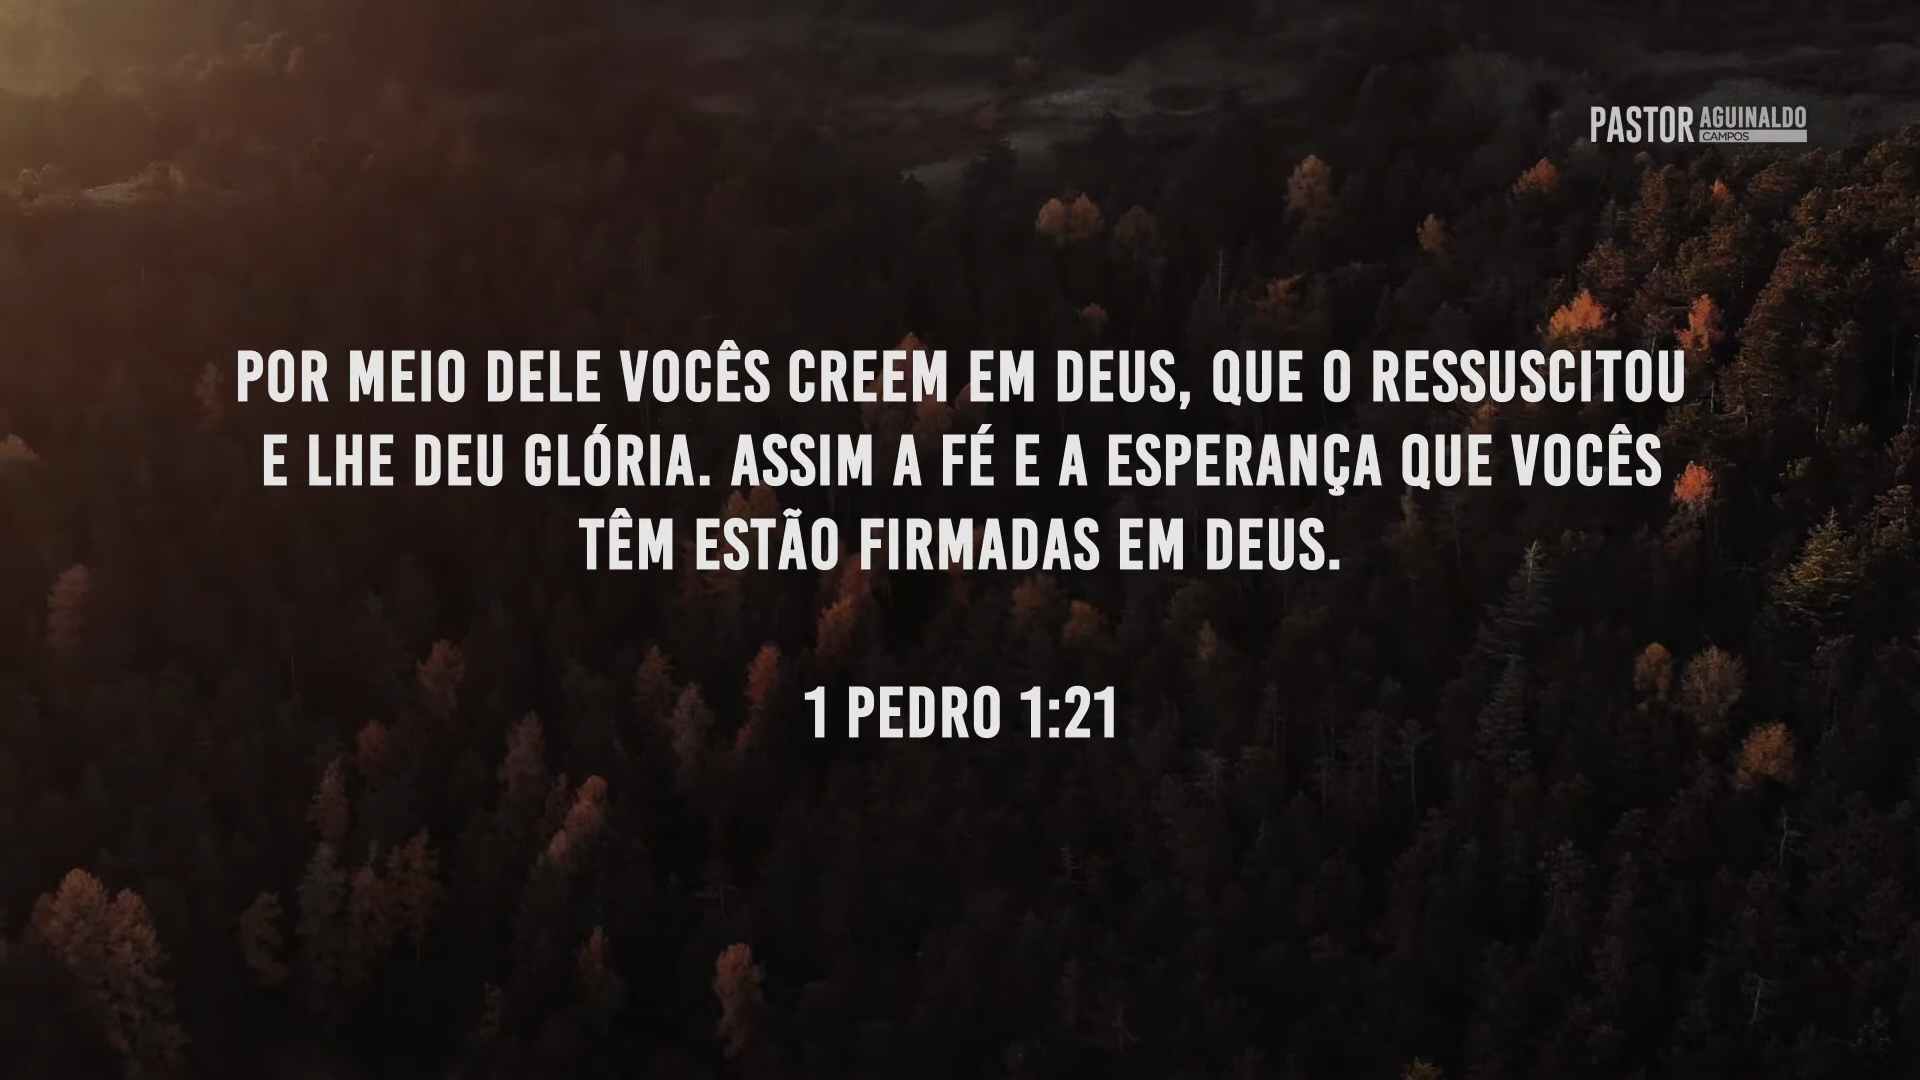 PASTOR AGUINALDO
CAMPOS
POR MEIO DELE VOCÊS CREEM EM DEUS, QUE O RESSUSCITOU
E LHE DEU GLÓRIA. ASSIM A FÉ E A ESPERANÇA QUE VOCÊS
TÊM ESTÃO FIRMADAS EM DEUS.
1 PEDRO 1:21